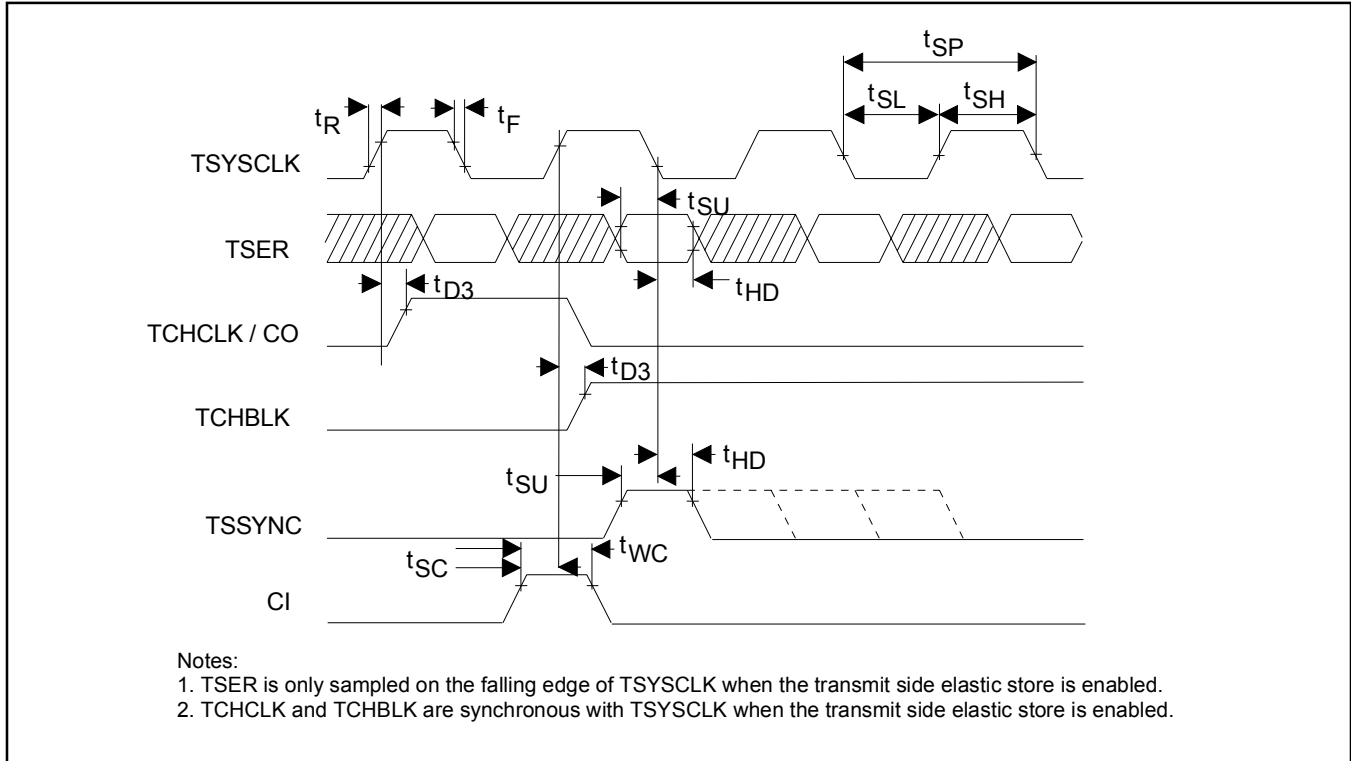 tSP
tSL tSH
tR tF
TSYSCLK
tSU
TSER
tD3 tHD
TCHCLK / CO
tD3
TCHBLK
tHD
tSU
TSSYNC
tSC tWC
CI
Notes:
1. TSER is only sampled on the falling edge of TSYSCLK when the transmit side elastic store is enabled.
2. TCHCLK and TCHBLK are synchronous with TSYSCLK when the transmit side elastic store is enabled.